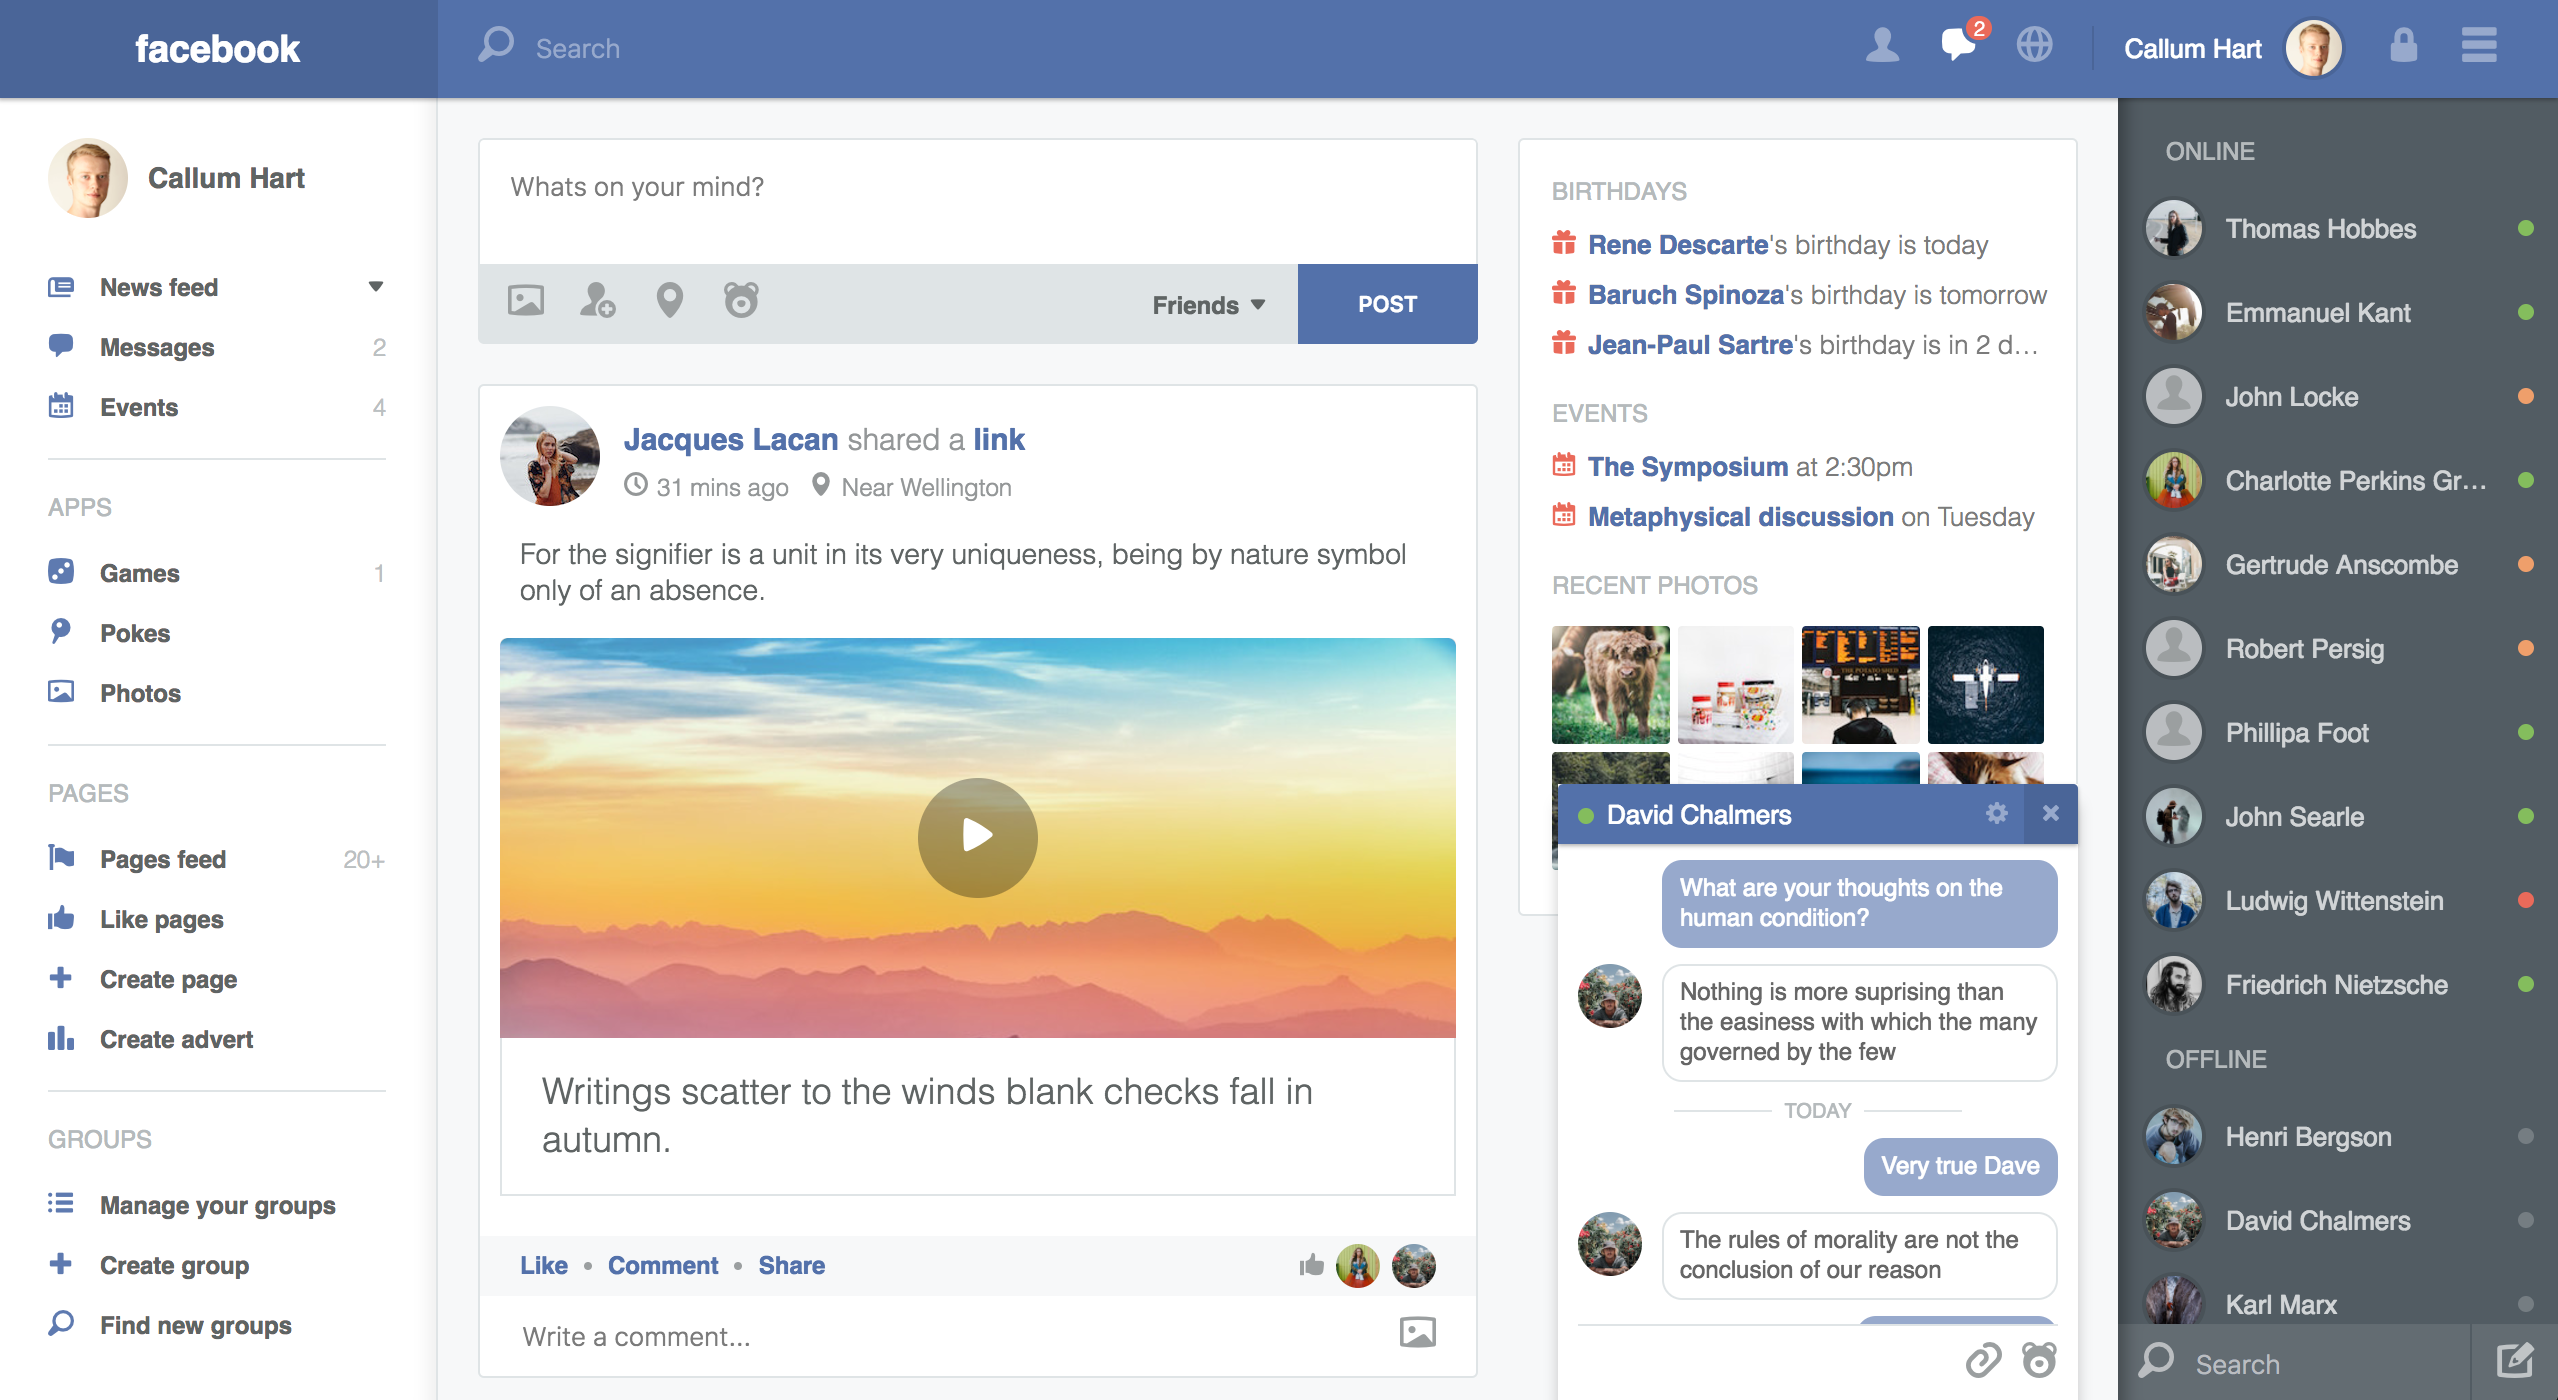 facebook
Search
2
Callum Hart
Callum Hart
News feed
Messages 2
Events 4
APPS
Games 1
Pokes
Photos
PAGES
Pages feed 20+
Like pages
Create page
Create advert
GROUPS
Manage your groups
Create group
Find new groups
Whats on your mind?
Friends
POST
Jacques Lacan shared a link
31 mins ago Near Wellington
For the signifier is a unit in its very uniqueness, being by nature symbol
only of an absence.
Writings scatter to the winds blank checks fall in
autumn.
Like • Comment • Share
Write a comment...
BIRTHDAYS
Rene Descarte's birthday is today
Baruch Spinoza's birthday is tomorrow
Jean-Paul Sartre's birthday is in 2 d...
EVENTS
The Symposium at 2:30pm
Metaphysical discussion on Tuesday
RECENT PHOTOS
THE POTATO SHED
David Chalmers
What are your thoughts on the
human condition?
Nothing is more suprising than
the easiness with which the many
governed by the few
TODAY
Very true Dave
The rules of morality are not the
conclusion of our reason
ONLINE
Thomas Hobbes
Emmanuel Kant
John Locke
Charlotte Perkins Gr...
Gertrude Anscombe
Robert Persig
Phillipa Foot
John Searle
Ludwig Wittenstein
Friedrich Nietzsche
OFFLINE
Henri Bergson
David Chalmers
Karl Marx
Search